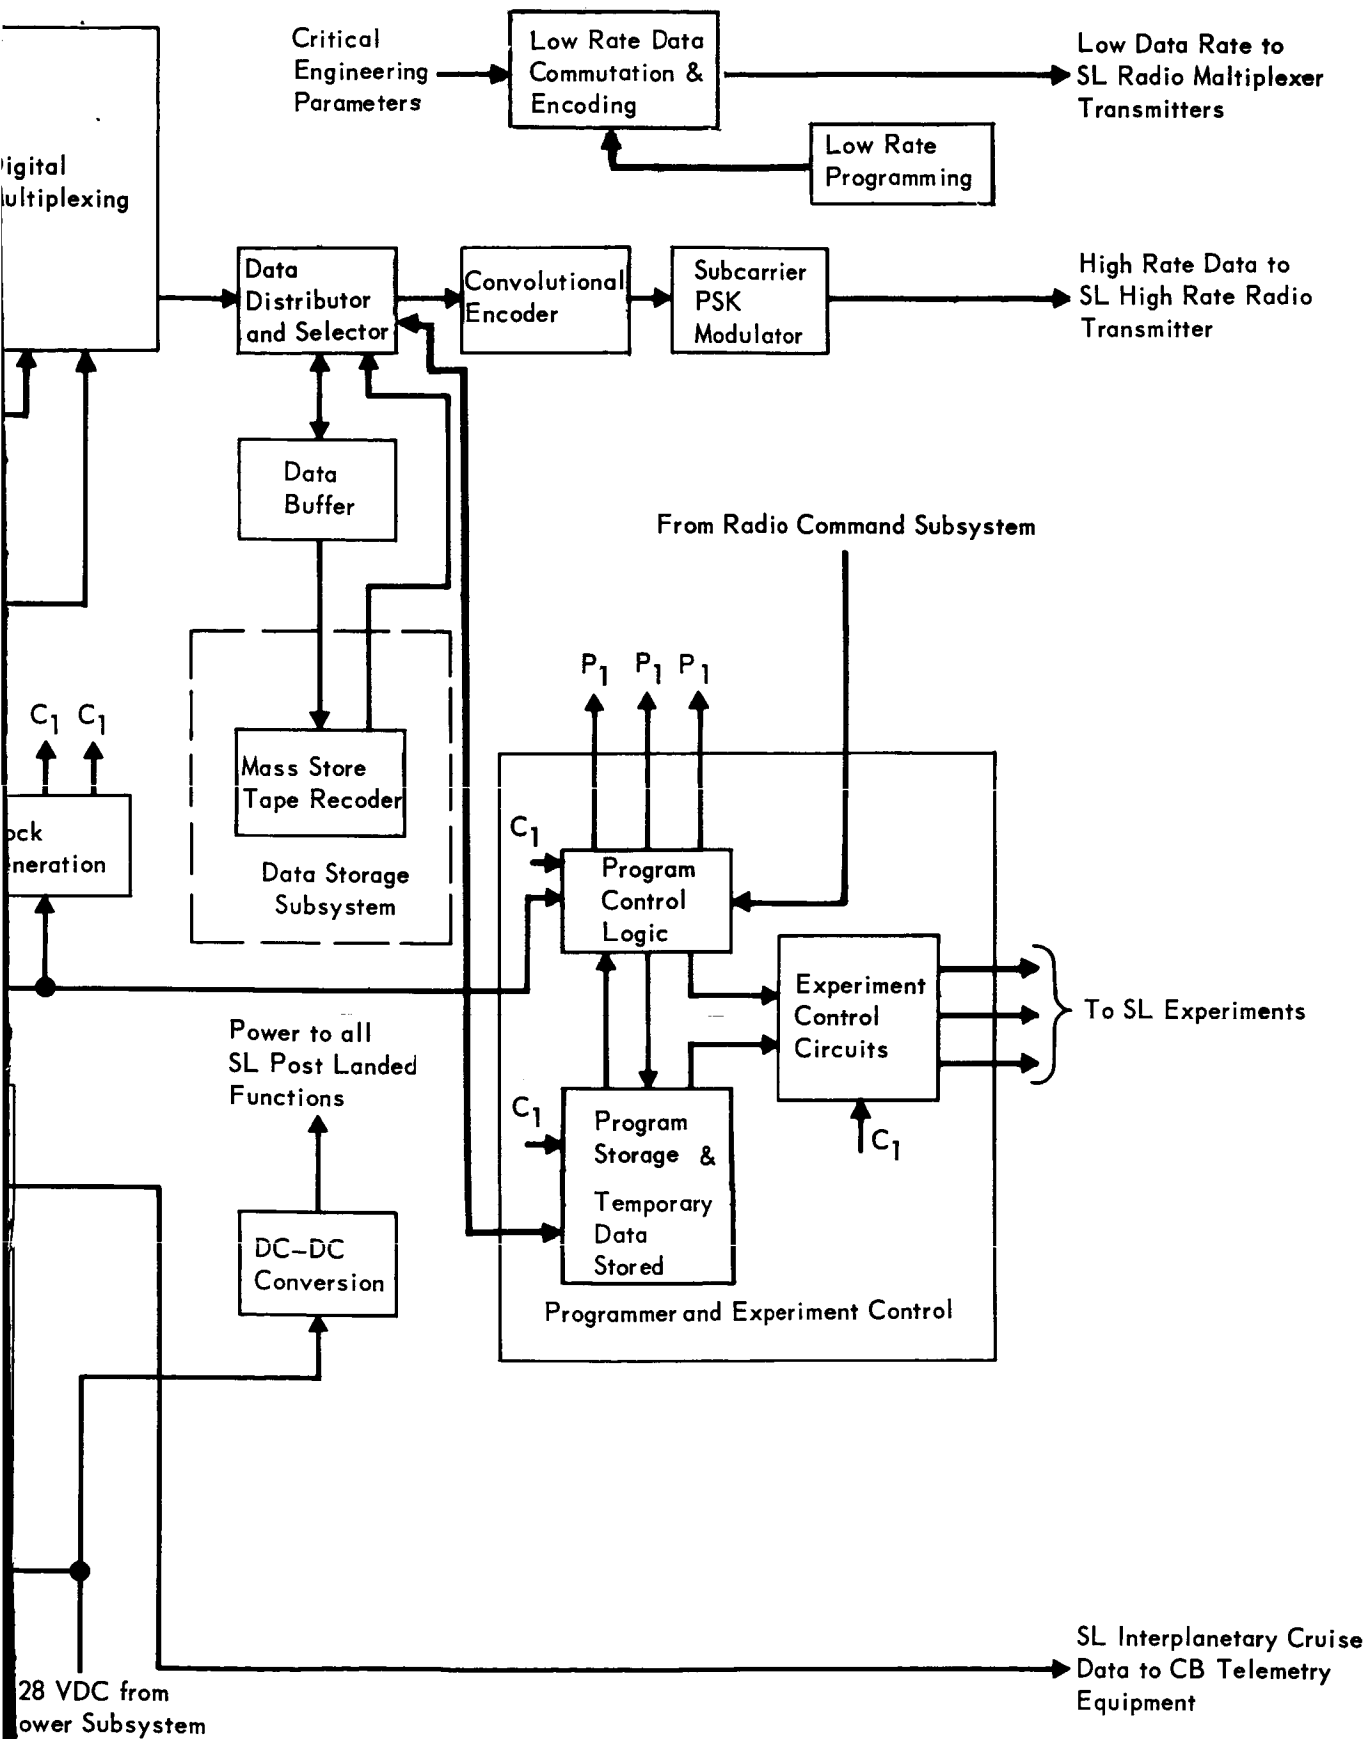 Critical
Engineering
Parameters
Low Rate Data
Commutation &
Encoding
Low Data Rate to
SL Radio Maltiplexer
Transmitters
Low Rate
Programming
igital
ultiplexing
Data
Distributor
and Selector
Convolutional
Encoder
Subcarrier
PSK
Modulator
High Rate Data to
SL High Rate Radio
Transmitter
Data
Buffer
From Radio Command Subsystem
P1 P1 P1
C1 C1
Mass Store
Tape Recoder
Data Storage
Subsystem
ock
neration
C1
Program
Control
Logic
Experiment
Control
Circuits
To SL Experiments
Power to all
SL Post Landed
Functions
C1
Program
Storage &
Temporary
Data
Stored
C1
DC-DC
Conversion
Programmer and Experiment Control
SL Interplanetary Cruise
Data to CB Telemetry
Equipment
28 VDC from
ower Subsystem